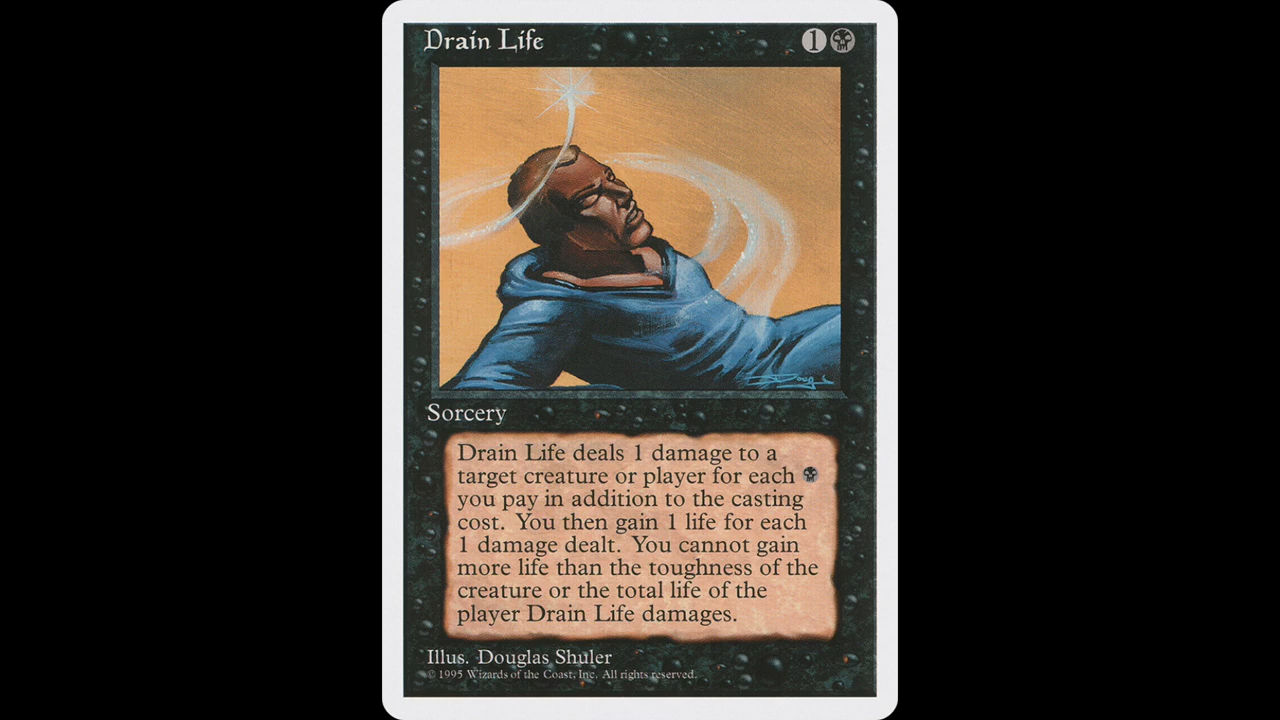 Drain Life 1
Sorcery
Drain Life deals 1 damage to a
target creature or player for each
you pay in addition to the casting
cost. You then gain 1 life for each
1 damage dealt. You cannot gain
more life than the toughness of the
creature or the total life of the
player Drain Life damages.
Illus. Douglas Shuler
© 1995 Wizards of the Coast, Inc. All rights reserved.